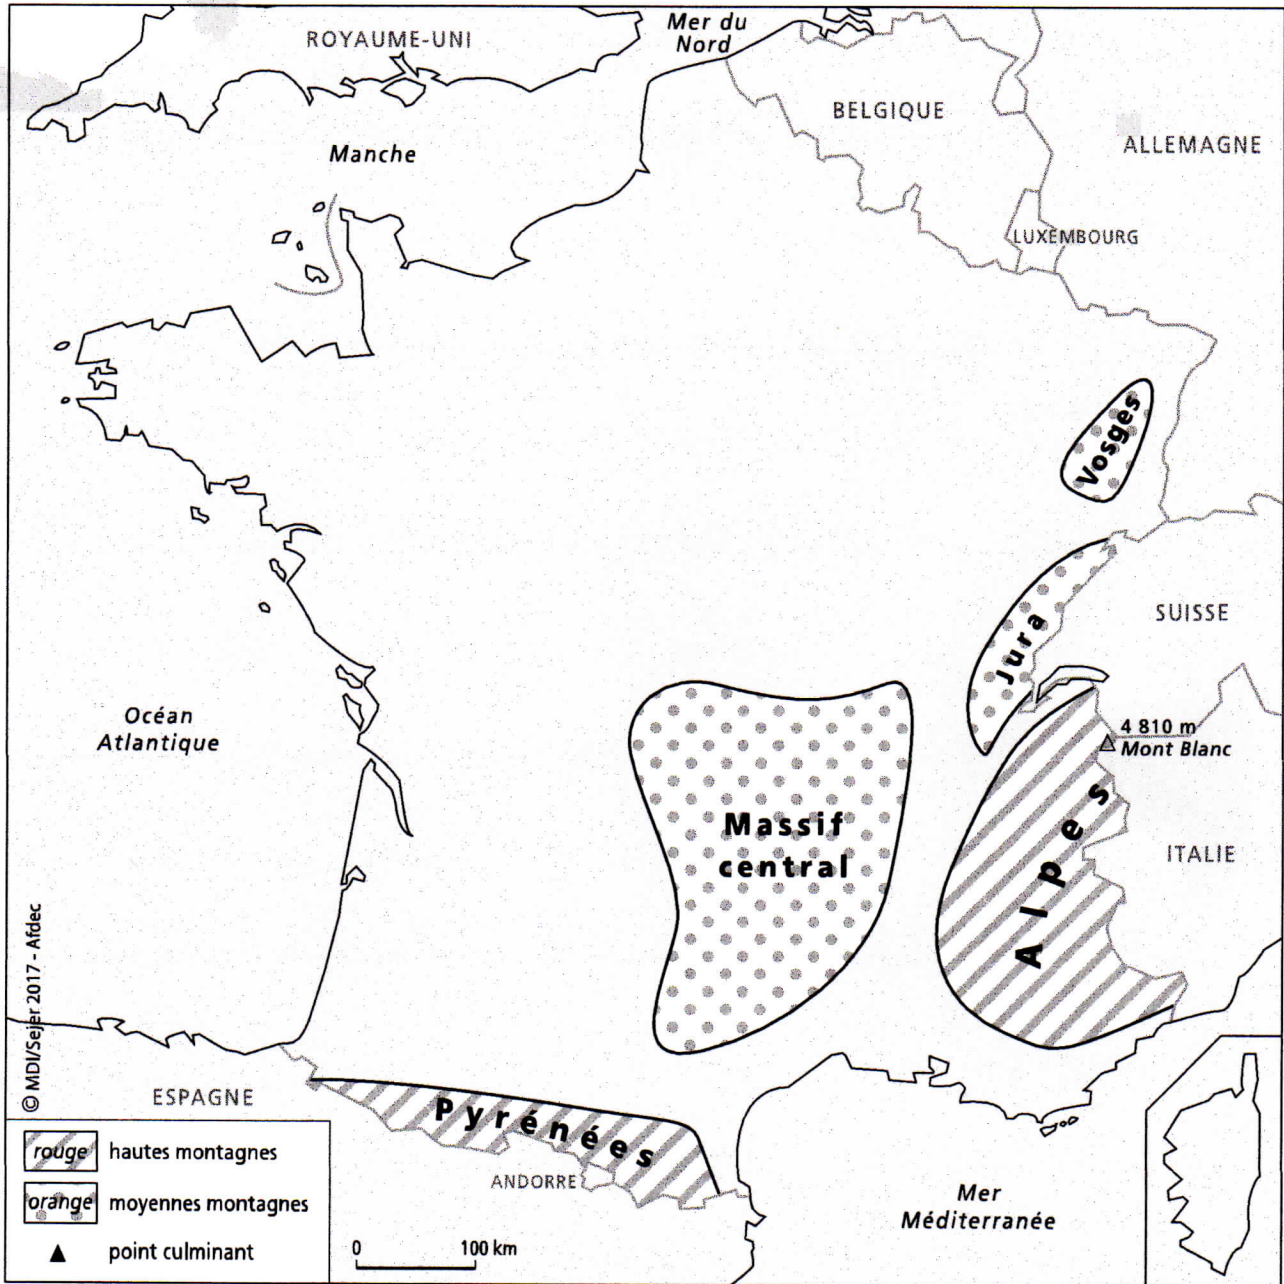 Mer du
Nord
ROYAUME-UNI
BELGIQUE
ALLEMAGNE
Manche
LUXEMBOURG
Vosges
SUISSE
Jura
Océan
Atlantique
4 810 m
Mont Blanc
Massif
central
Alpes
ITALIE
© MDI/Sejer 2017 - Afdec
ESPAGNE
Pyrénées
ANDORRE
Mer
Méditerranée
rouge hautes montagnes
orange moyennes montagnes
point culminant
0 100 km